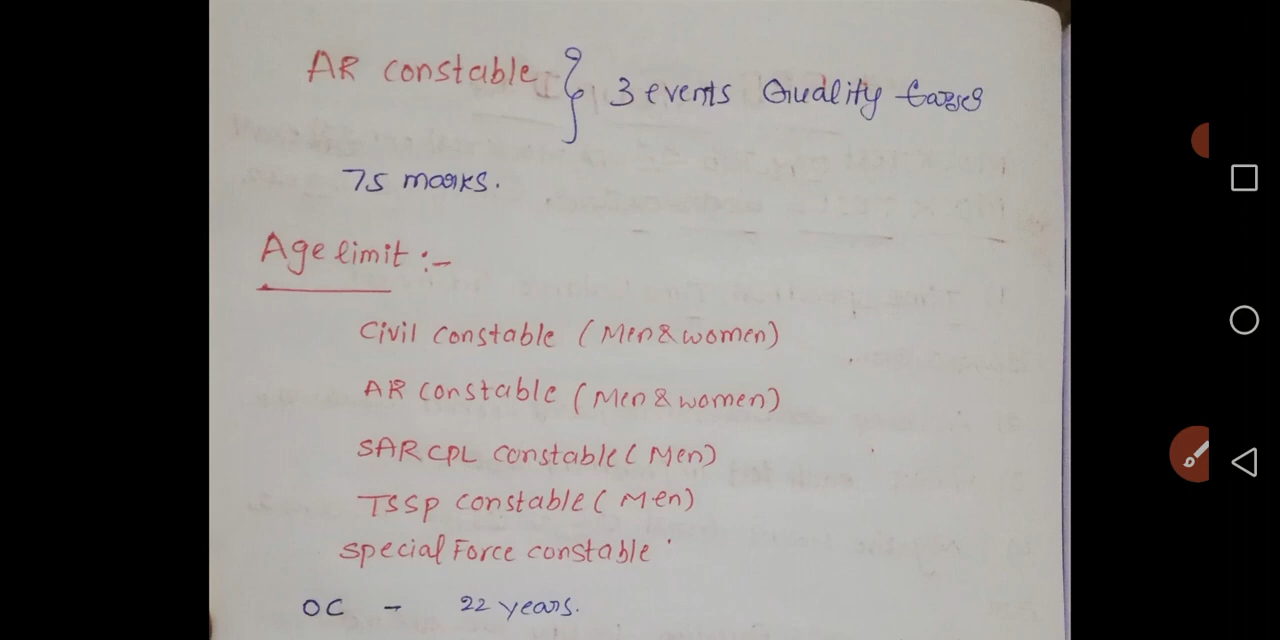 AR constable } 3 events Quality
75 marks.
Age limit :-
Civil constable (Men & women)
AR constable (Men & women)
SAR CPL constable (Men)
TSSP constable (Men)
Special Force constable
OC - 22 years.